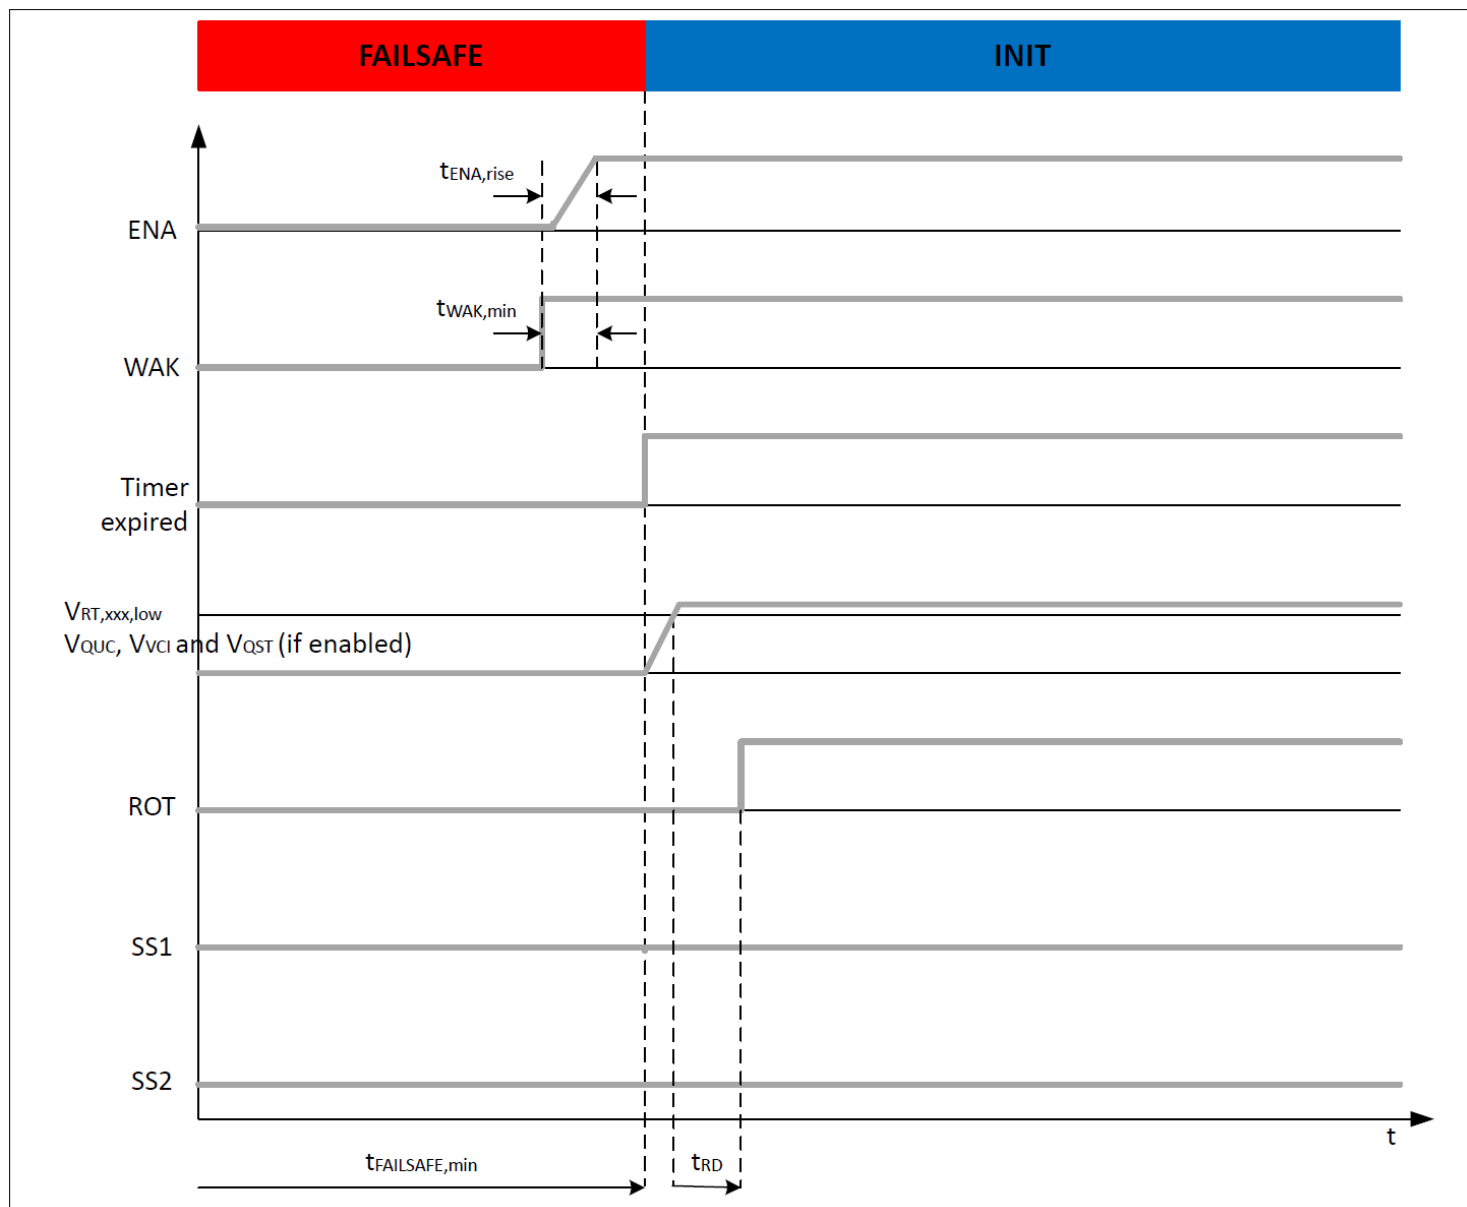 FAILSAFE
INIT
tENA,rise
ENA
tWAK,min
WAK
Timer
expired
VRT,xxx,low
VQUC, VVCI and VQST (if enabled)
ROT
SS1
SS2
t
tFAILSAFE,min
tRD